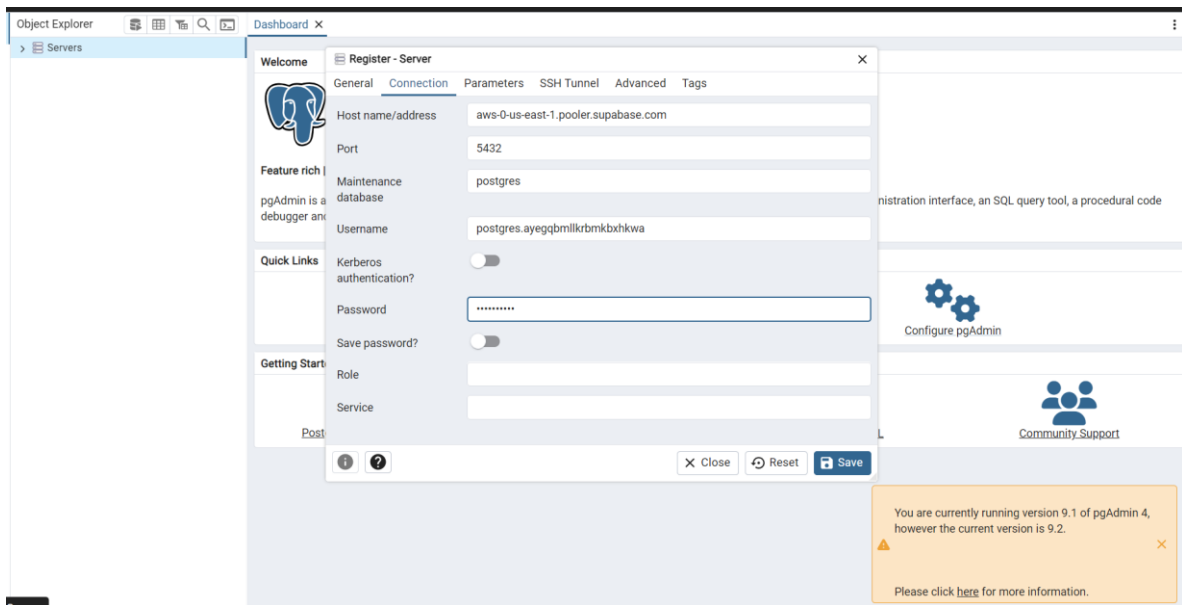 Object Explorer
Dashboard
Servers
Welcome
Register - Server
General Connection Parameters SSH Tunnel Advanced Tags
Host name/address
aws-0-us-east-1.pooler.supabase.com
Port
5432
Feature rich |
Maintenance
database
postgres
pgAdmin is a
nistration interface, an SQL query tool, a procedural code
debugger and
Username
postgres.ayegqbmllkrbmkbxhkwa
Quick Links
Kerberos
authentication?
Password
••••••••••
Configure pgAdmin
Save password?
Getting Start
Role
Service
Post
L
Community Support
Close
Reset
Save
You are currently running version 9.1 of pgAdmin 4,
however the current version is 9.2.
Please click here for more information.